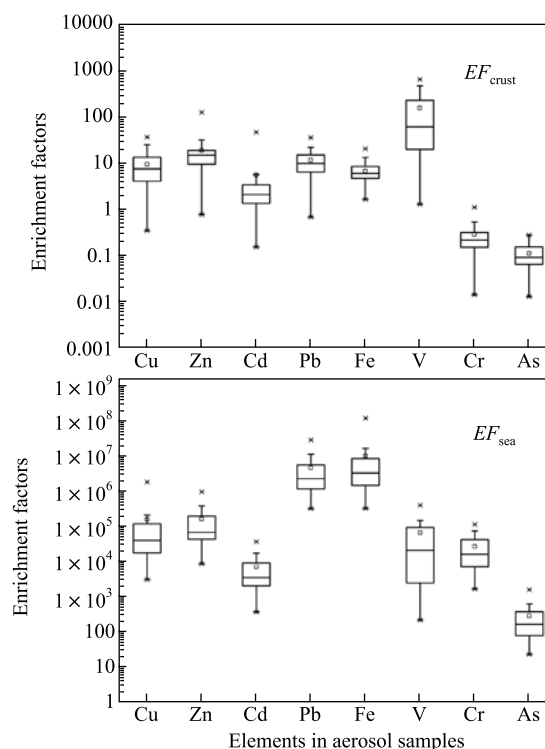 10000
1000
100
10
1
0.1
0.01
0.001
Enrichment factors
EFcrust
Cu Zn Cd Pb Fe V Cr As
1 × 10⁹
1 × 10⁸
1 × 10⁷
1 × 10⁶
1 × 10⁵
1 × 10⁴
1 × 10³
100
10
1
Enrichment factors
EFsea
Cu Zn Cd Pb Fe V Cr As
Elements in aerosol samples